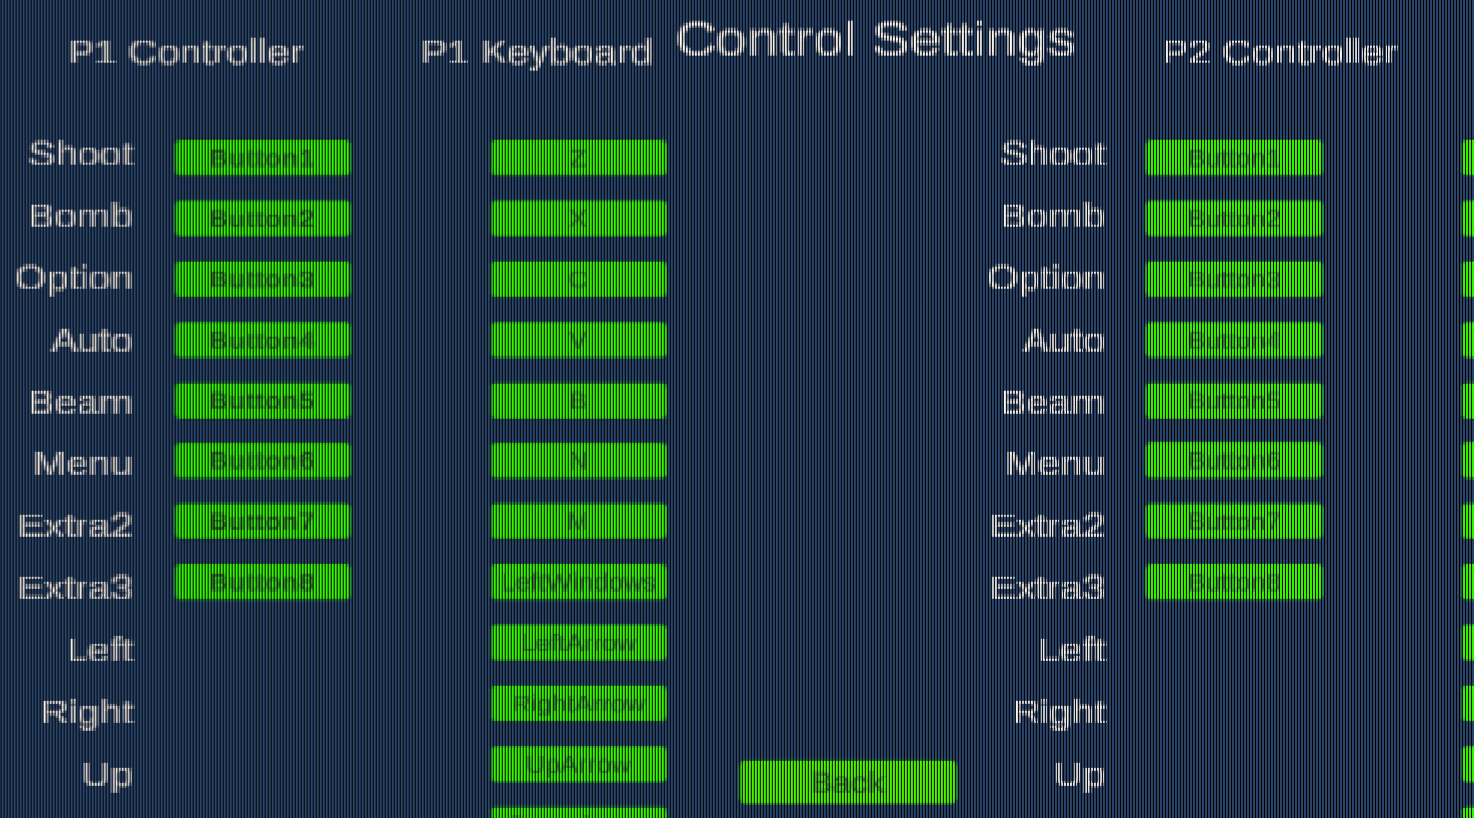 Control Settings
P1 Controller P1 Keyboard P2 Controller
Shoot Button1 Z Shoot Button1
Bomb Button2 X Bomb Button2
Option Button3 C Option Button3
Auto Button4 V Auto Button4
Beam Button5 B Beam Button5
Menu Button6 N Menu Button6
Extra2 Button7 M Extra2 Button7
Extra3 Button8 LeftWindows Extra3 Button8
Left LeftArrow Left
Right RightArrow Right
Up UpArrow Up
Back